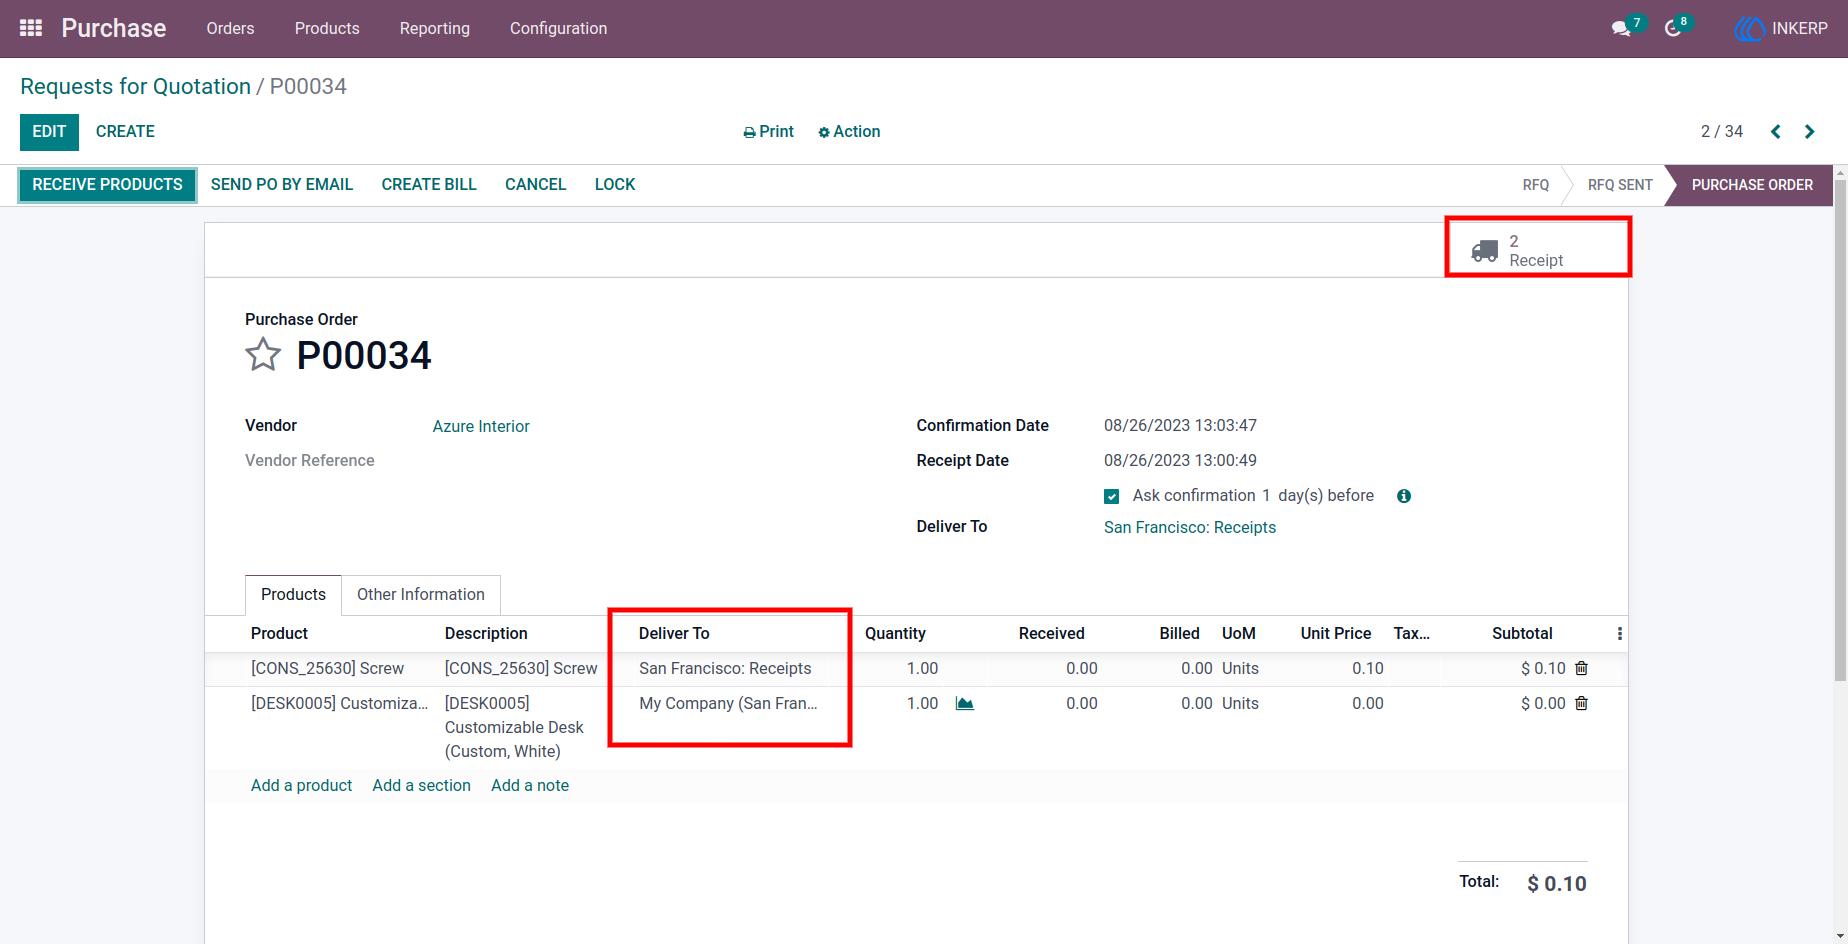 Purchase Orders Products Reporting Configuration 7 8 INKERP
Requests for Quotation / P00034
EDIT CREATE Print Action 2 / 34
RECEIVE PRODUCTS SEND PO BY EMAIL CREATE BILL CANCEL LOCK RFQ RFQ SENT PURCHASE ORDER
2
Receipt
Purchase Order
P00034
Vendor Azure Interior Confirmation Date 08/26/2023 13:03:47
Vendor Reference Receipt Date 08/26/2023 13:00:49
Ask confirmation 1 day(s) before
Deliver To San Francisco: Receipts
Products Other Information
Product Description Deliver To Quantity Received Billed UoM Unit Price Tax... Subtotal
[CONS_25630] Screw [CONS_25630] Screw San Francisco: Receipts 1.00 0.00 0.00 Units 0.10 $ 0.10
[DESK0005] Customiza... [DESK0005] My Company (San Fran... 1.00 0.00 0.00 Units 0.00 $ 0.00
Customizable Desk
(Custom, White)
Add a product Add a section Add a note
Total: $ 0.10